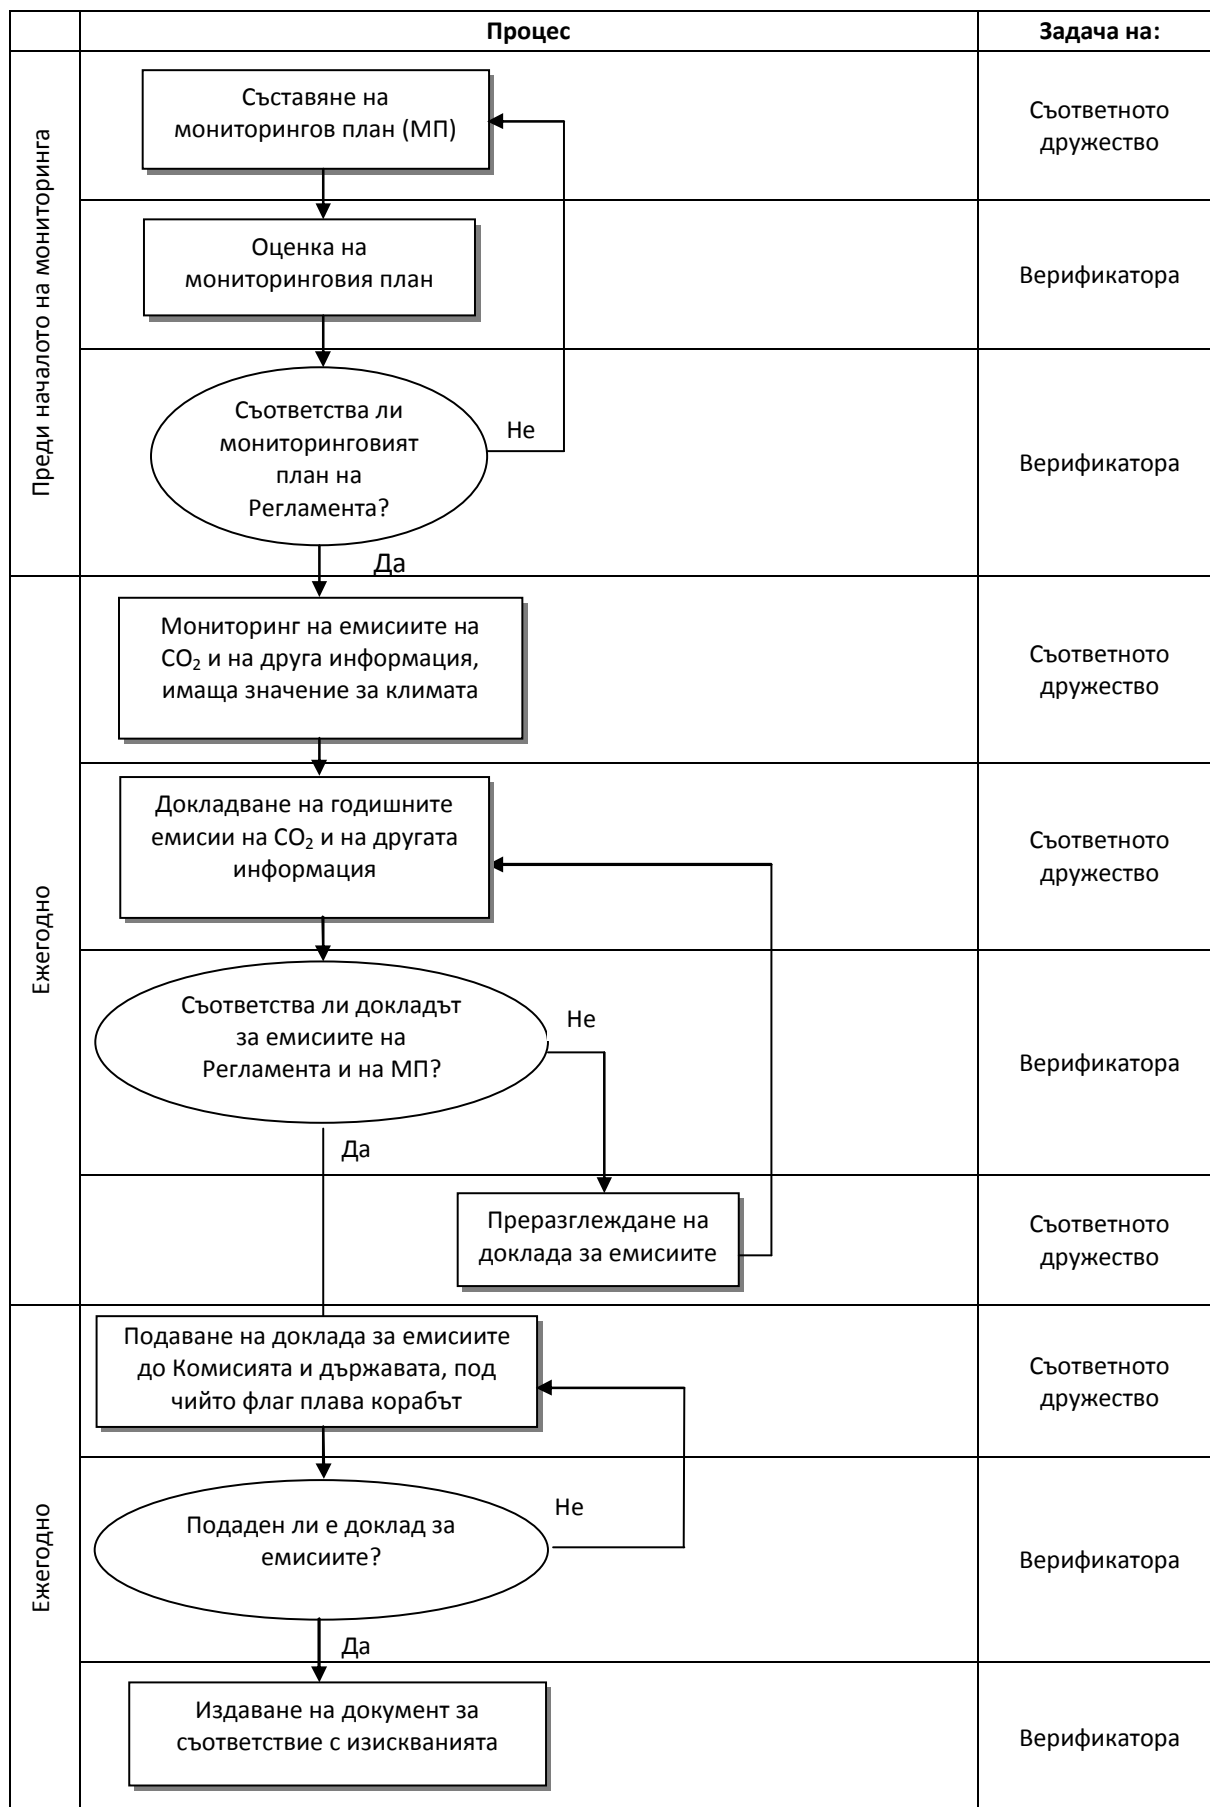 Процес
Задача на:
Преди началото на мониторинга
Съставяне на
мониторингов план (МП)
Съответното
дружество
Оценка на
мониторинговия план
Верификатора
Съответства ли
мониторинговият
план на
Регламента?
Не
Верификатора
Да
Ежегодно
Мониторинг на емисиите на
CO₂ и на друга информация,
имаща значение за климата
Съответното
дружество
Докладване на годишните
емисии на CO₂ и на другата
информация
Съответното
дружество
Съответства ли докладът
за емисиите на
Регламента и на МП?
Не
Верификатора
Да
Преразглеждане на
доклада за емисиите
Съответното
дружество
Ежегодно
Подаване на доклада за емисиите
до Комисията и държавата, под
чийто флаг плава корабът
Съответното
дружество
Подаден ли е доклад за
емисиите?
Не
Верификатора
Да
Издаване на документ за
съответствие с изискванията
Верификатора